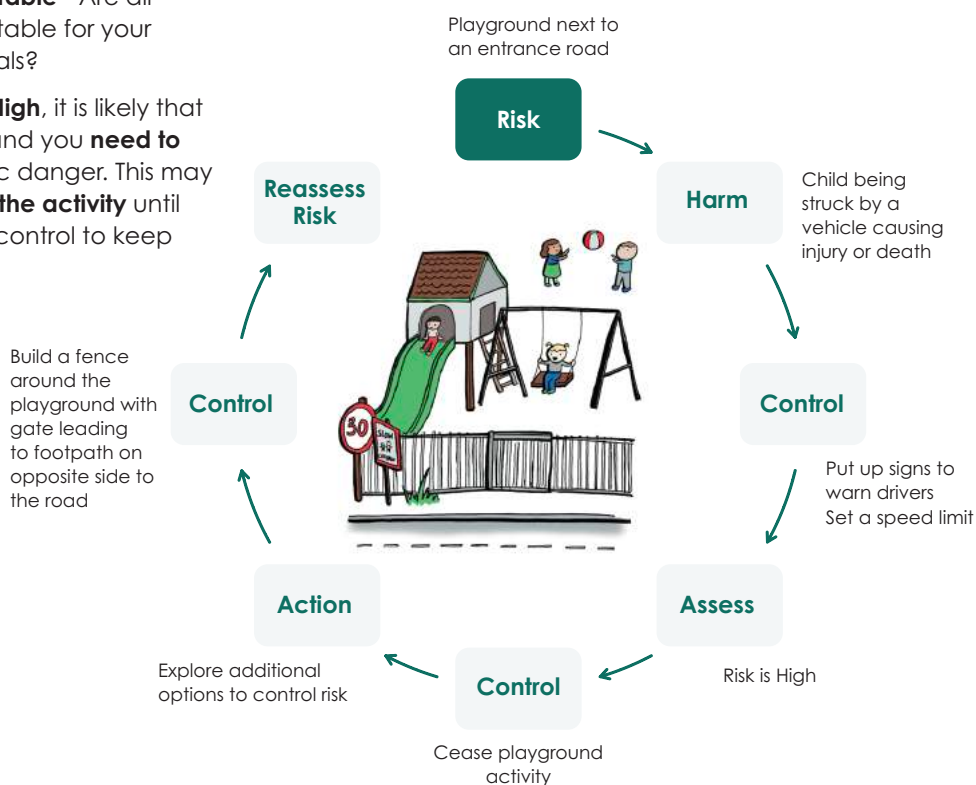 table - Are all
table for your
als?
High, it is likely that
and you need to
c danger. This may
the activity until
control to keep
Playground next to
an entrance road
Risk
Harm
Child being
struck by a
vehicle causing
injury or death
Control
Put up signs to
warn drivers
Set a speed limit
Assess
Risk is High
Control
Cease playground
activity
Action
Explore additional
options to control risk
Control
Build a fence
around the
playground with
gate leading
to footpath on
opposite side to
the road
Reassess
Risk
30
SLOW